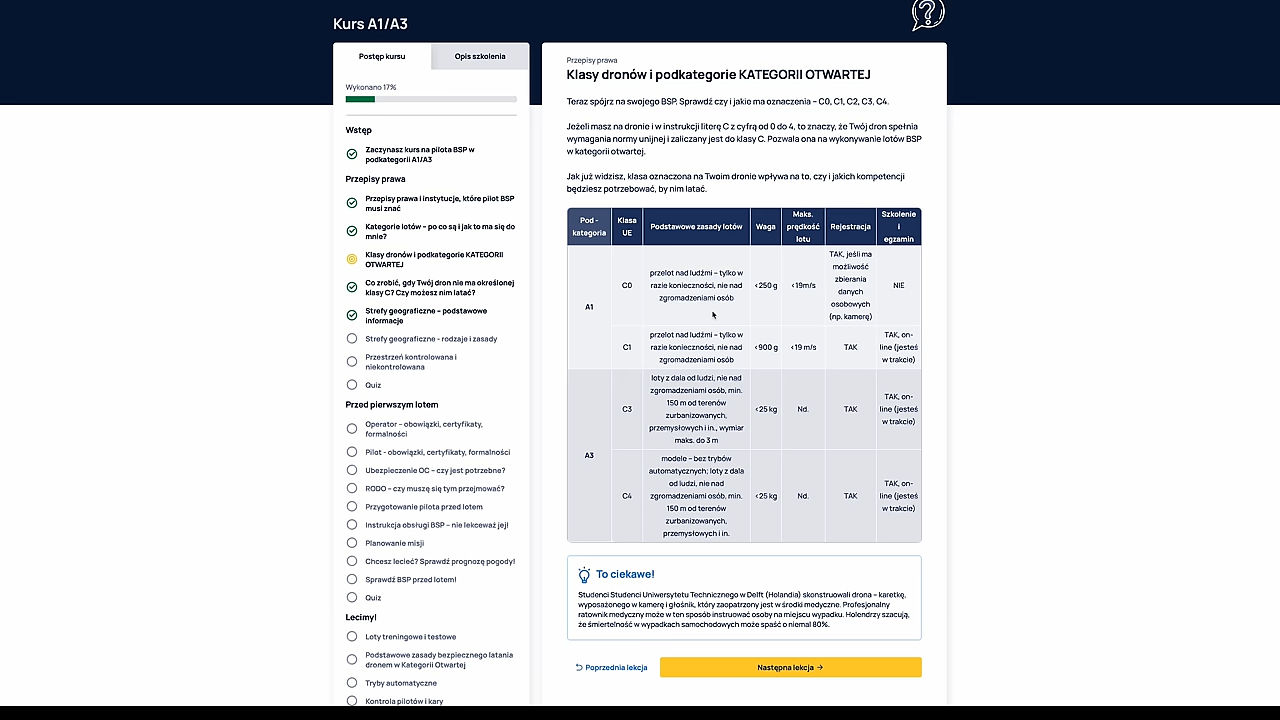 Kurs A1/A3
Postęp kursu
Opis szkolenia
Wykonano 17%
Wstęp
Zaczynasz kurs na pilota BSP w
podkategorii A1/A3
Przepisy prawa
Przepisy prawa i instytucje, które pilot BSP
musi znać
Kategorie lotów – po co są i jak to ma się do
mnie?
Klasy dronów i podkategorie KATEGORII
OTWARTEJ
Co zrobić, gdy Twój dron nie ma określonej
klasy C? Czy możesz nim latać?
Strefy geograficzne – podstawowe
informacje
Strefy geograficzne - rodzaje i zasady
Przestrzeń kontrolowana i
niekontrolowana
Quiz
Przed pierwszym lotem
Operator – obowiązki, certyfikaty,
formalności
Pilot - obowiązki, certyfikaty, formalności
Ubezpieczenie OC – czy jest potrzebne?
RODO – czy muszę się tym przejmować?
Przygotowanie pilota przed lotem
Instrukcja obsługi BSP – nie lekceważ jej!
Planowanie misji
Chcesz lecieć? Sprawdź prognozę pogody!
Sprawdź BSP przed lotem!
Quiz
Lecimy!
Loty treningowe i testowe
Podstawowe zasady bezpiecznego latania
dronem w Kategorii Otwartej
Tryby automatyczne
Kontrola pilotów i kary
Przepisy prawa
Klasy dronów i podkategorie KATEGORII OTWARTEJ
Teraz spójrz na swojego BSP. Sprawdź czy i jakie ma oznaczenia – C0, C1, C2, C3, C4.
Jeżeli masz na dronie i w instrukcji literę C z cyfrą od 0 do 4, to znaczy, że Twój dron spełnia
wymagania normy unijnej i zaliczany jest do klasy C. Pozwala ona na wykonywanie lotów BSP
w kategorii otwartej.
Jak już widzisz, klasa oznaczona na Twoim dronie wpływa na to, czy i jakich kompetencji
będziesz potrzebować, by nim latać.
Pod -
kategoria
Klasa
UE
Podstawowe zasady lotów
Waga
Maks.
prędkość
lotu
Rejestracja
Szkolenie
i
egzamin
A1
C0
przelot nad ludźmi – tylko w
razie konieczności, nie nad
zgromadzeniami osób
<250 g
<19m/s
TAK, jeśli ma
możliwość
zbierania
danych
osobowych
(np. kamerę)
NIE
C1
przelot nad ludźmi – tylko w
razie konieczności, nie nad
zgromadzeniami osób
<900 g
<19 m/s
TAK
TAK, on-
line (jesteś
w trakcie)
A3
C3
loty z dala od ludzi, nie nad
zgromadzeniami osób, min.
150 m od terenów
zurbanizowanych,
przemysłowych i in., wymiar
maks. do 3 m
<25 kg
Nd.
TAK
TAK, on-
line (jesteś
w trakcie)
C4
modele – bez trybów
automatycznych; loty z dala
od ludzi, nie nad
zgromadzeniami osób, min.
150 m od terenów
zurbanizowanych,
przemysłowych i in.
<25 kg
Nd.
TAK
TAK, on-
line (jesteś
w trakcie)
To ciekawe!
Studenci Studenci Uniwersytetu Technicznego w Delft (Holandia) skonstruowali drona – karetkę,
wyposażonego w kamerę i głośnik, który zaopatrzony jest w środki medyczne. Profesjonalny
ratownik medyczny może w ten sposób instruować osoby na miejscu wypadku. Holendrzy szacują,
że śmiertelność w wypadkach samochodowych może spaść o niemal 80%.
Poprzednia lekcja
Następna lekcja →